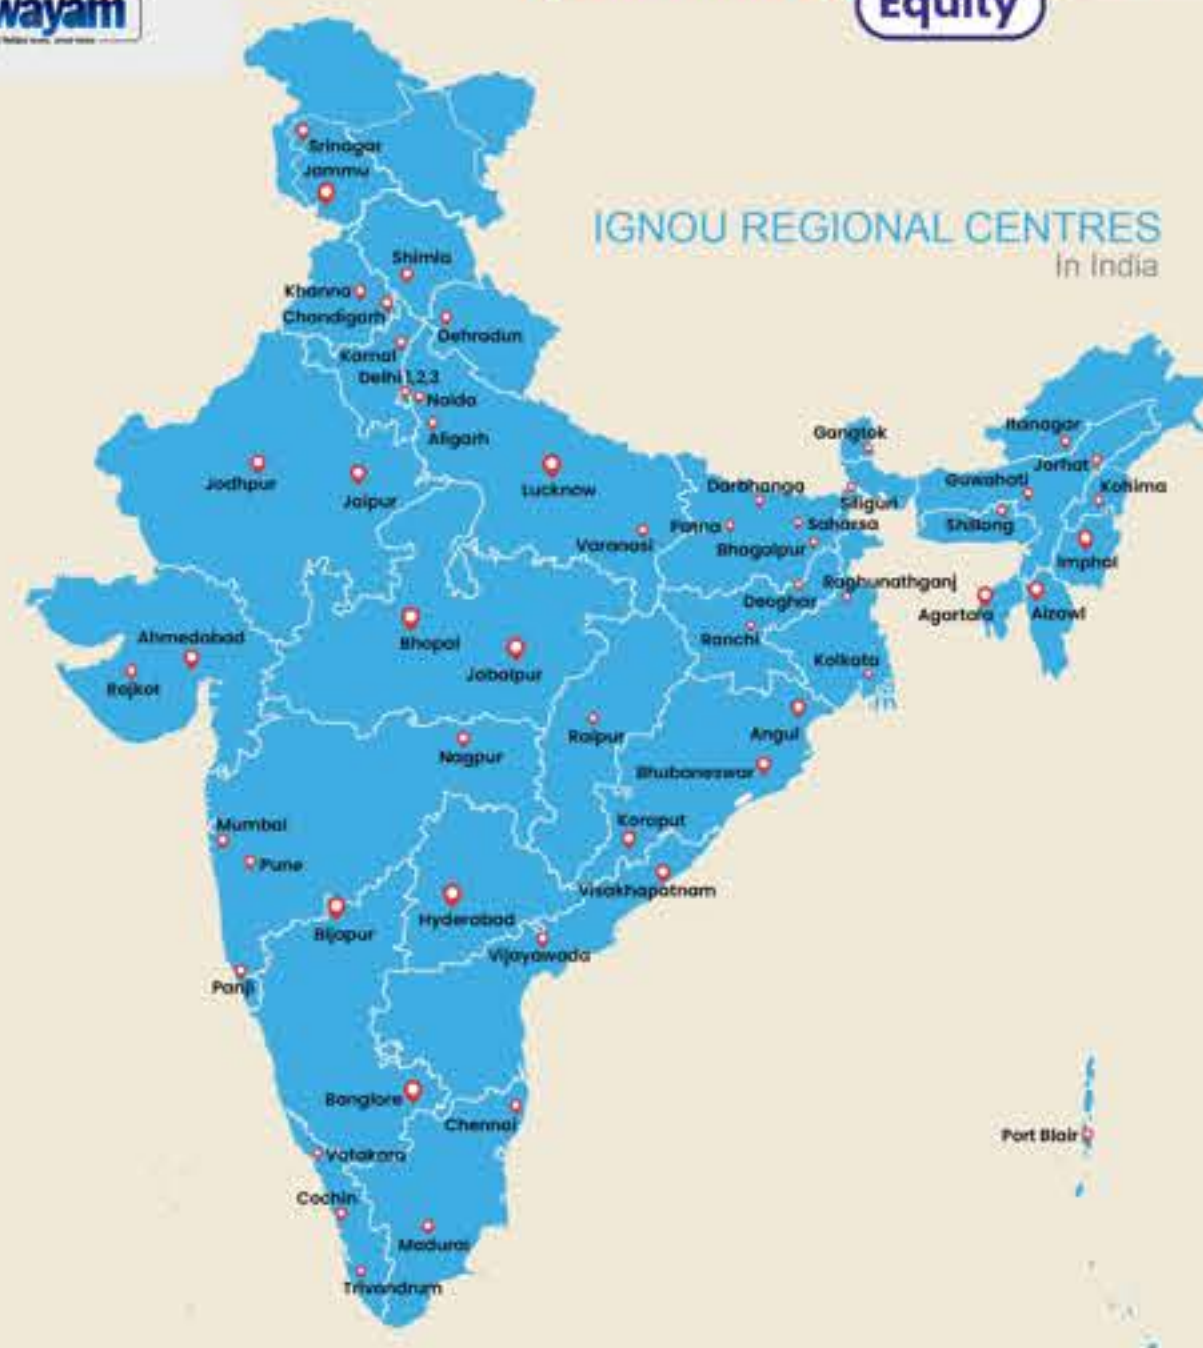 wayam
Equity
IGNOU REGIONAL CENTRES
In India
Srinagar
Jammu
Shimla
Khanna
Chandigarh
Dehradun
Karnal
Delhi 1,2,3
Noida
Aligarh
Gangtok
Itanagar
Jodhpur
Jaipur
Lucknow
Darbhanga
Siliguri
Guwahati
Jorhat
Kohima
Varanasi
Patna
Saharsa
Bhagalpur
Shillong
Imphal
Deoghar
Raghunathganj
Agartala
Aizawl
Ahmedabad
Bhopal
Ranchi
Rajkot
Jabalpur
Kolkata
Nagpur
Raipur
Angul
Bhubaneswar
Mumbai
Pune
Koraput
Visakhapatnam
Bijapur
Hyderabad
Vijayawada
Panji
Banglore
Chennai
Port Blair
Vatakara
Cochin
Madurai
Trivandrum